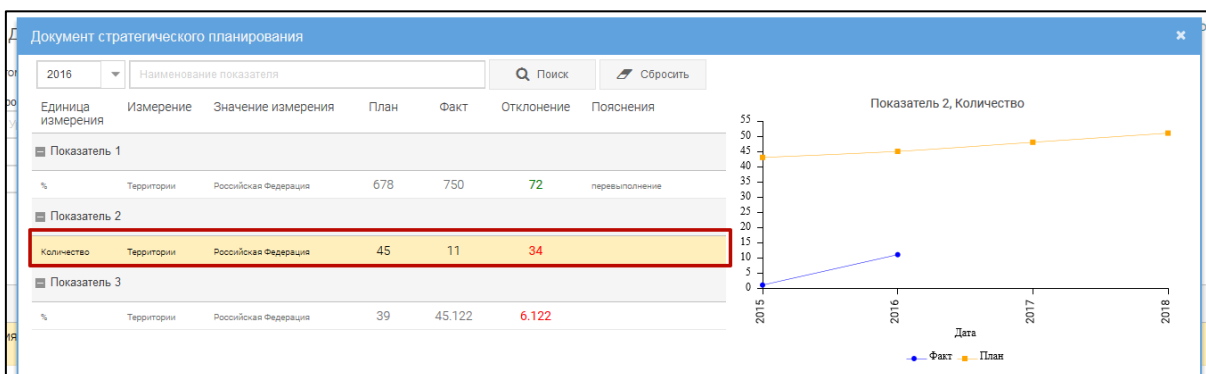 Документ стратегического планирования
2016 Наименование показателя Поиск Сбросить
Единица измерения Измерение Значение измерения План Факт Отклонение Пояснения
Показатель 1
% Территории Российская Федерация 678 750 72 перевыполнение
Показатель 2
Количество Территории Российская Федерация 45 11 34
Показатель 3
% Территории Российская Федерация 39 45.122 6.122
Показатель 2, Количество
55
50
45
40
35
30
25
20
15
10
5
0
2015 2016 2017 2018
Дата
Факт План